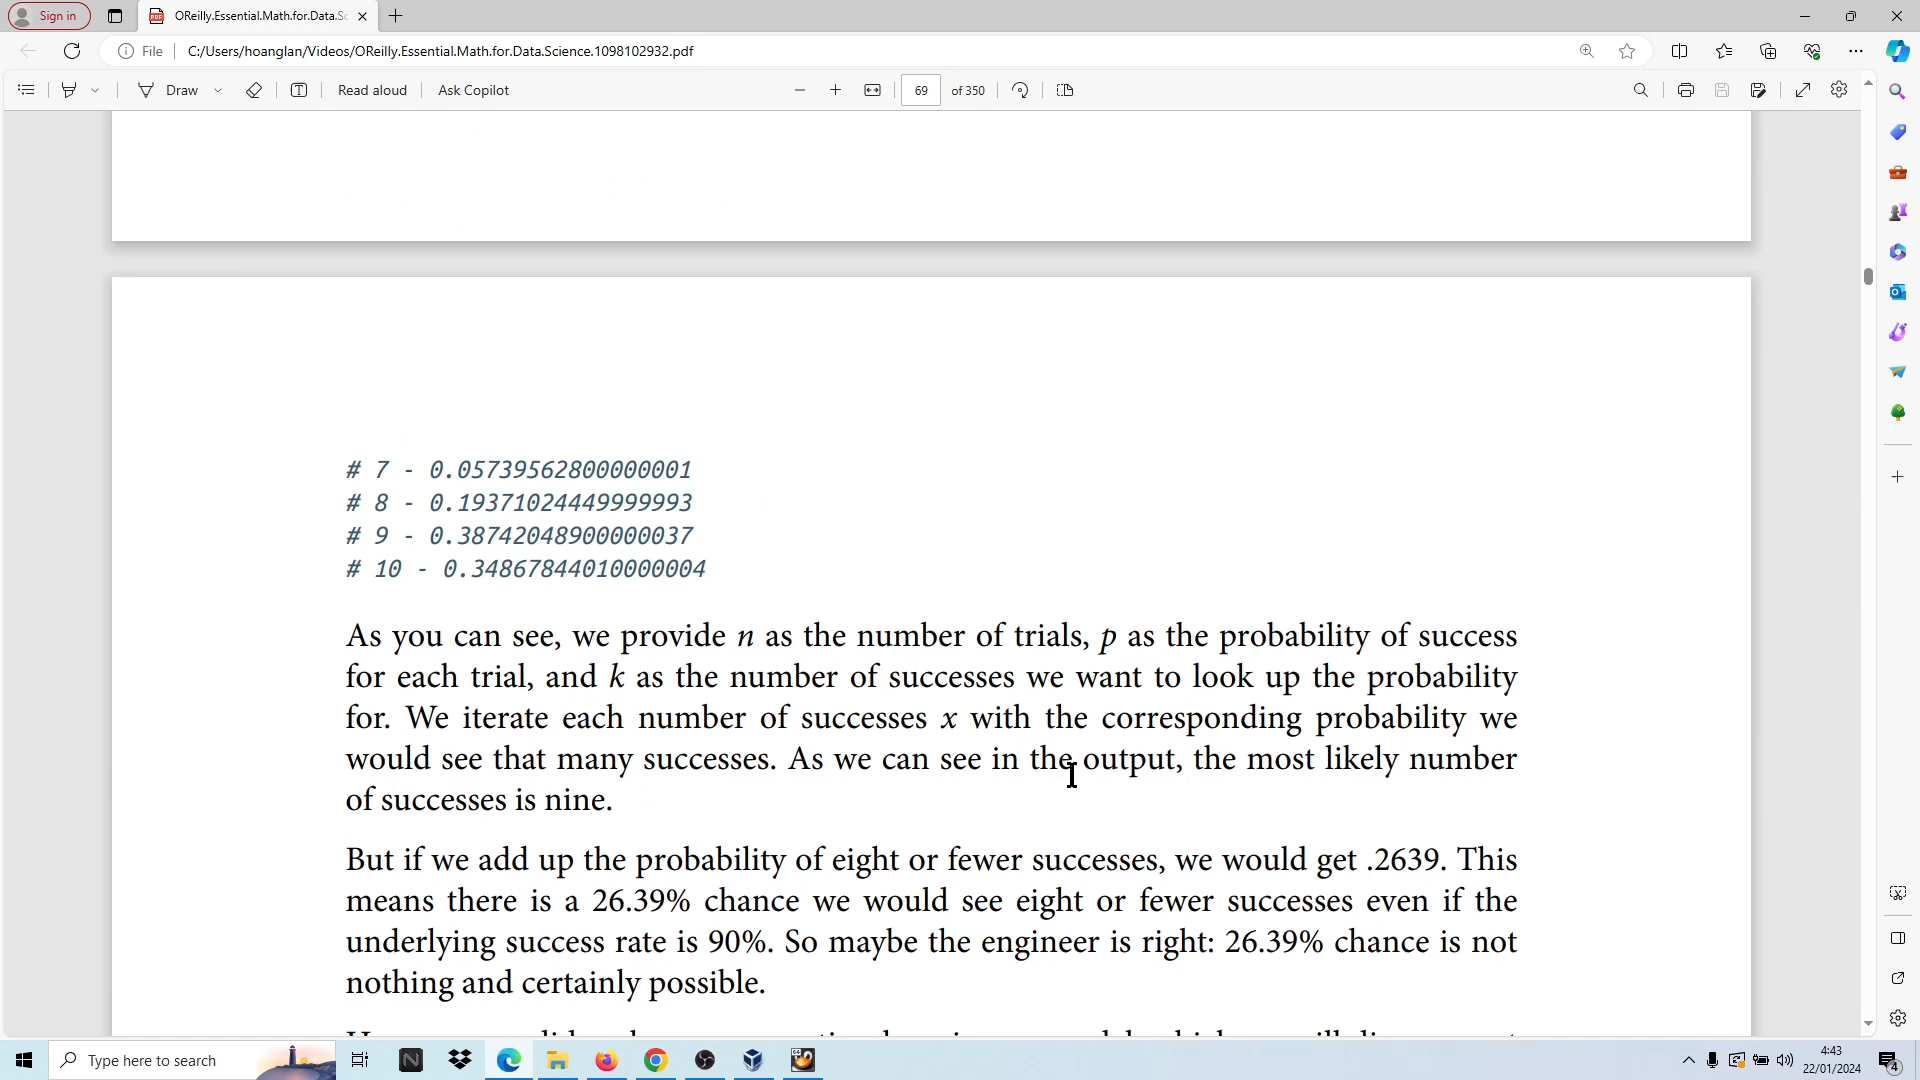 Sign in
OReilly.Essential.Math.for.Data.Sc
File
C:/Users/hoanglan/Videos/OReilly.Essential.Math.for.Data.Science.1098102932.pdf
Draw
Read aloud
Ask Copilot
69
of 350
# 7 - 0.05739562800000001
# 8 - 0.19371024449999993
# 9 - 0.38742048900000037
# 10 - 0.34867844010000004
As you can see, we provide n as the number of trials, p as the probability of success
for each trial, and k as the number of successes we want to look up the probability
for. We iterate each number of successes x with the corresponding probability we
would see that many successes. As we can see in the output, the most likely number
of successes is nine.
But if we add up the probability of eight or fewer successes, we would get .2639. This
means there is a 26.39% chance we would see eight or fewer successes even if the
underlying success rate is 90%. So maybe the engineer is right: 26.39% chance is not
nothing and certainly possible.
Type here to search
4:43
22/01/2024
4